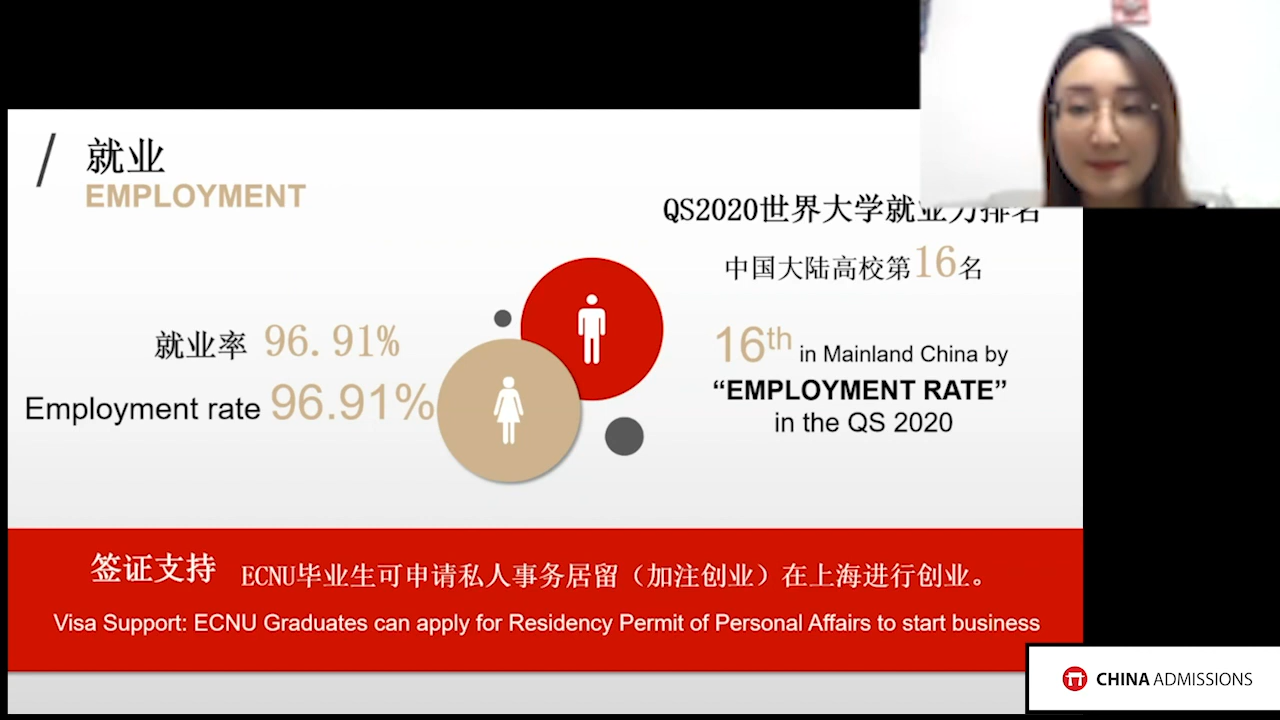 就业
EMPLOYMENT
QS2020世界大学就业力排名
中国大陆高校第16名
就业率 96.91%
Employment rate 96.91%
16th in Mainland China by
“EMPLOYMENT RATE”
in the QS 2020
签证支持 ECNU毕业生可申请私人事务居留（加注创业）在上海进行创业。
Visa Support: ECNU Graduates can apply for Residency Permit of Personal Affairs to start business
CHINA ADMISSIONS